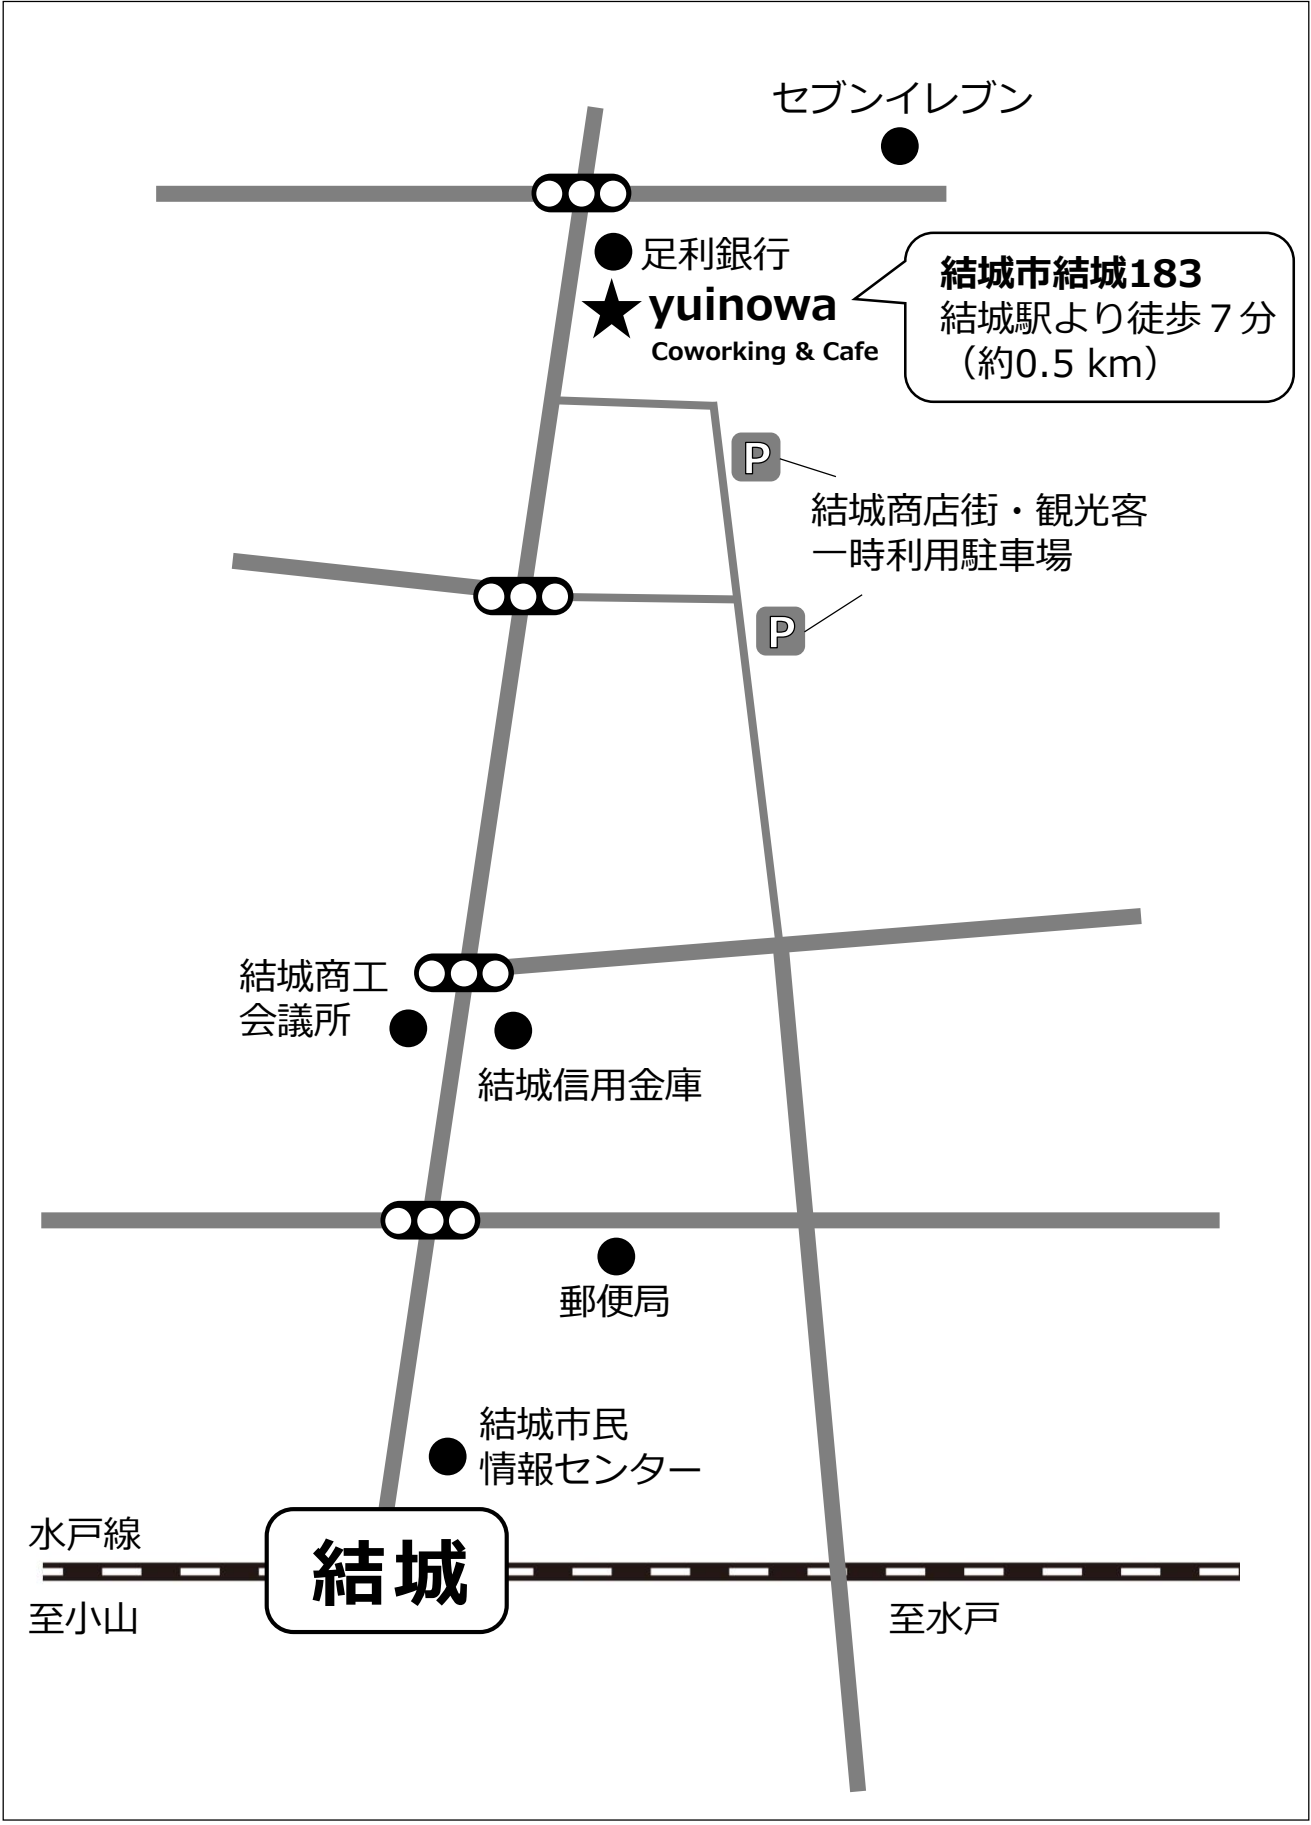 セブンイレブン
足利銀行
yuinowa
Coworking & Cafe
結城市結城183
結城駅より徒歩７分
（約0.5 km）
P
結城商店街・観光客
一時利用駐車場
P
結城商工
会議所
結城信用金庫
郵便局
結城市民
情報センター
水戸線
結城
至小山
至水戸